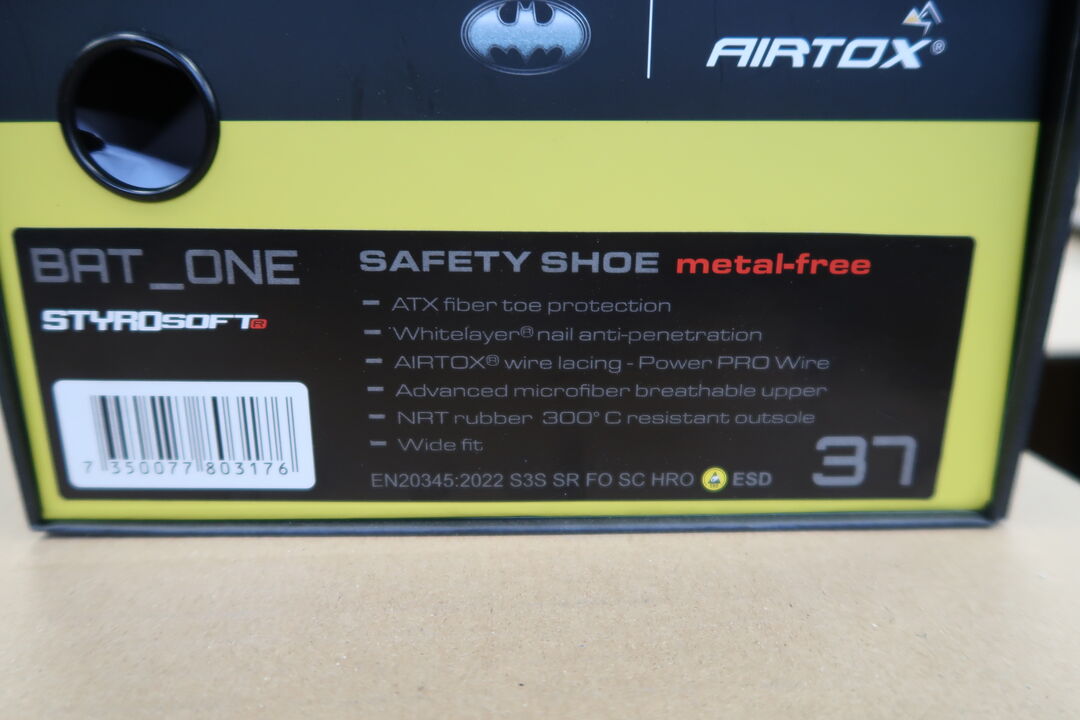 AIRTOX®
BAT_ONE
STYROSOFT®
7 350077 803176
SAFETY SHOE metal-free
- ATX fiber toe protection
- Whitelayer® nail anti-penetration
- AIRTOX® wire lacing - Power PRO Wire
- Advanced microfiber breathable upper
- NRT rubber 300° C resistant outsole
- Wide fit
EN20345:2022 S3S SR FO SC HRO ESD
37